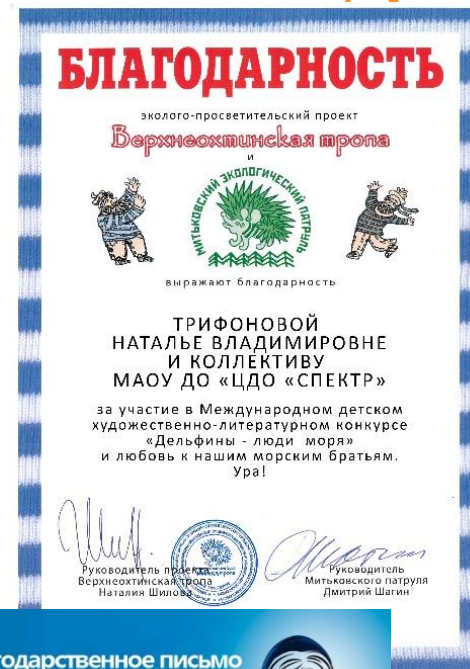 БЛАГОДАРНОСТЬ
эколого-просветительский проект
Верхнеохтинская тропа
и
МИТЬКОВСКИЙ ЭКОЛОГИЧЕСКИЙ ПАТРУЛЬ
выражают благодарность
ТРИФОНОВОЙ
НАТАЛЬЕ ВЛАДИМИРОВНЕ
И КОЛЛЕКТИВУ
МАОУ ДО «ЦДО «СПЕКТР»
за участие в Международном детском
художественно-литературном конкурсе
«Дельфины - люди моря»
и любовь к нашим морским братьям.
Ура!
Руководитель проекта
Верхнеохтинская тропа
Наталия Шилова
Руководитель
Митьковского патруля
Дмитрий Шагин
годарственное письмо